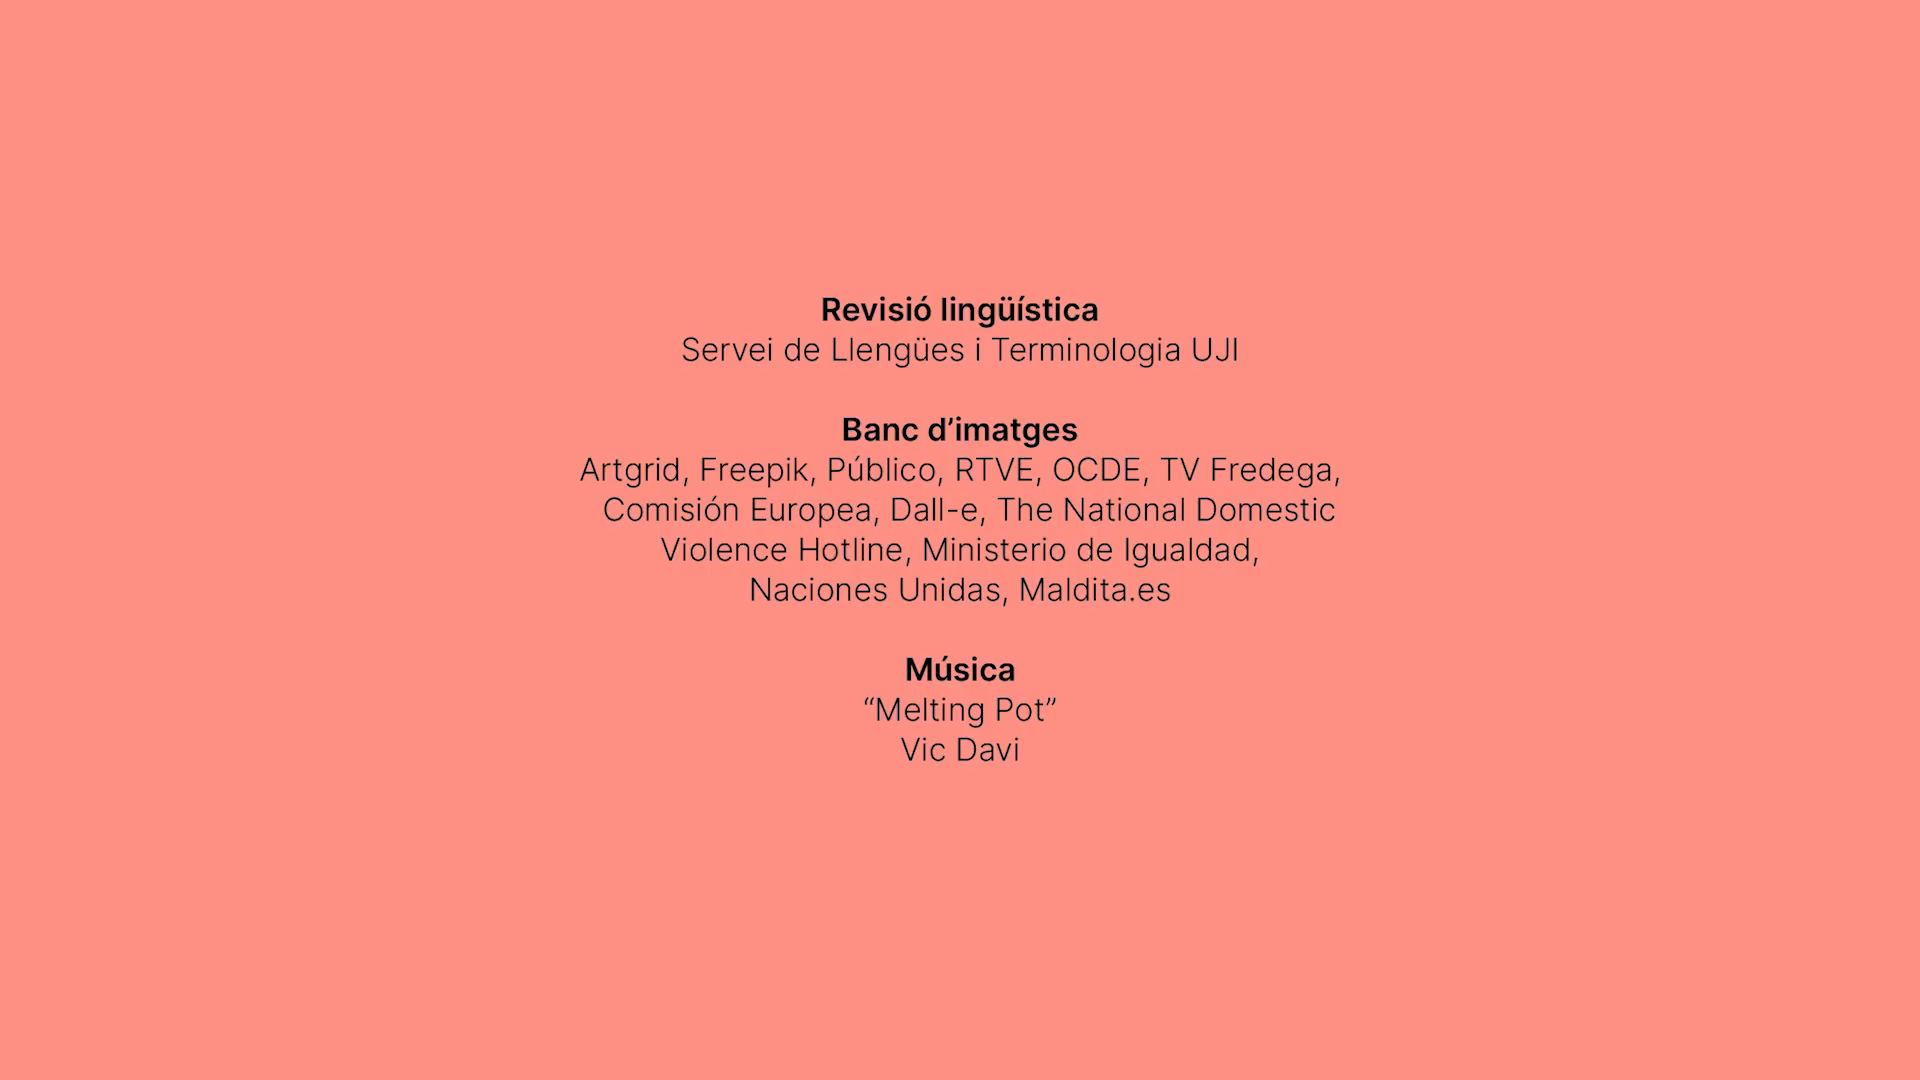 Revisió lingüística
Servei de Llengües i Terminologia UJI
Banc d’imatges
Artgrid, Freepik, Público, RTVE, OCDE, TV Fredega,
Comisión Europea, Dall-e, The National Domestic
Violence Hotline, Ministerio de Igualdad,
Naciones Unidas, Maldita.es
Música
“Melting Pot”
Vic Davi